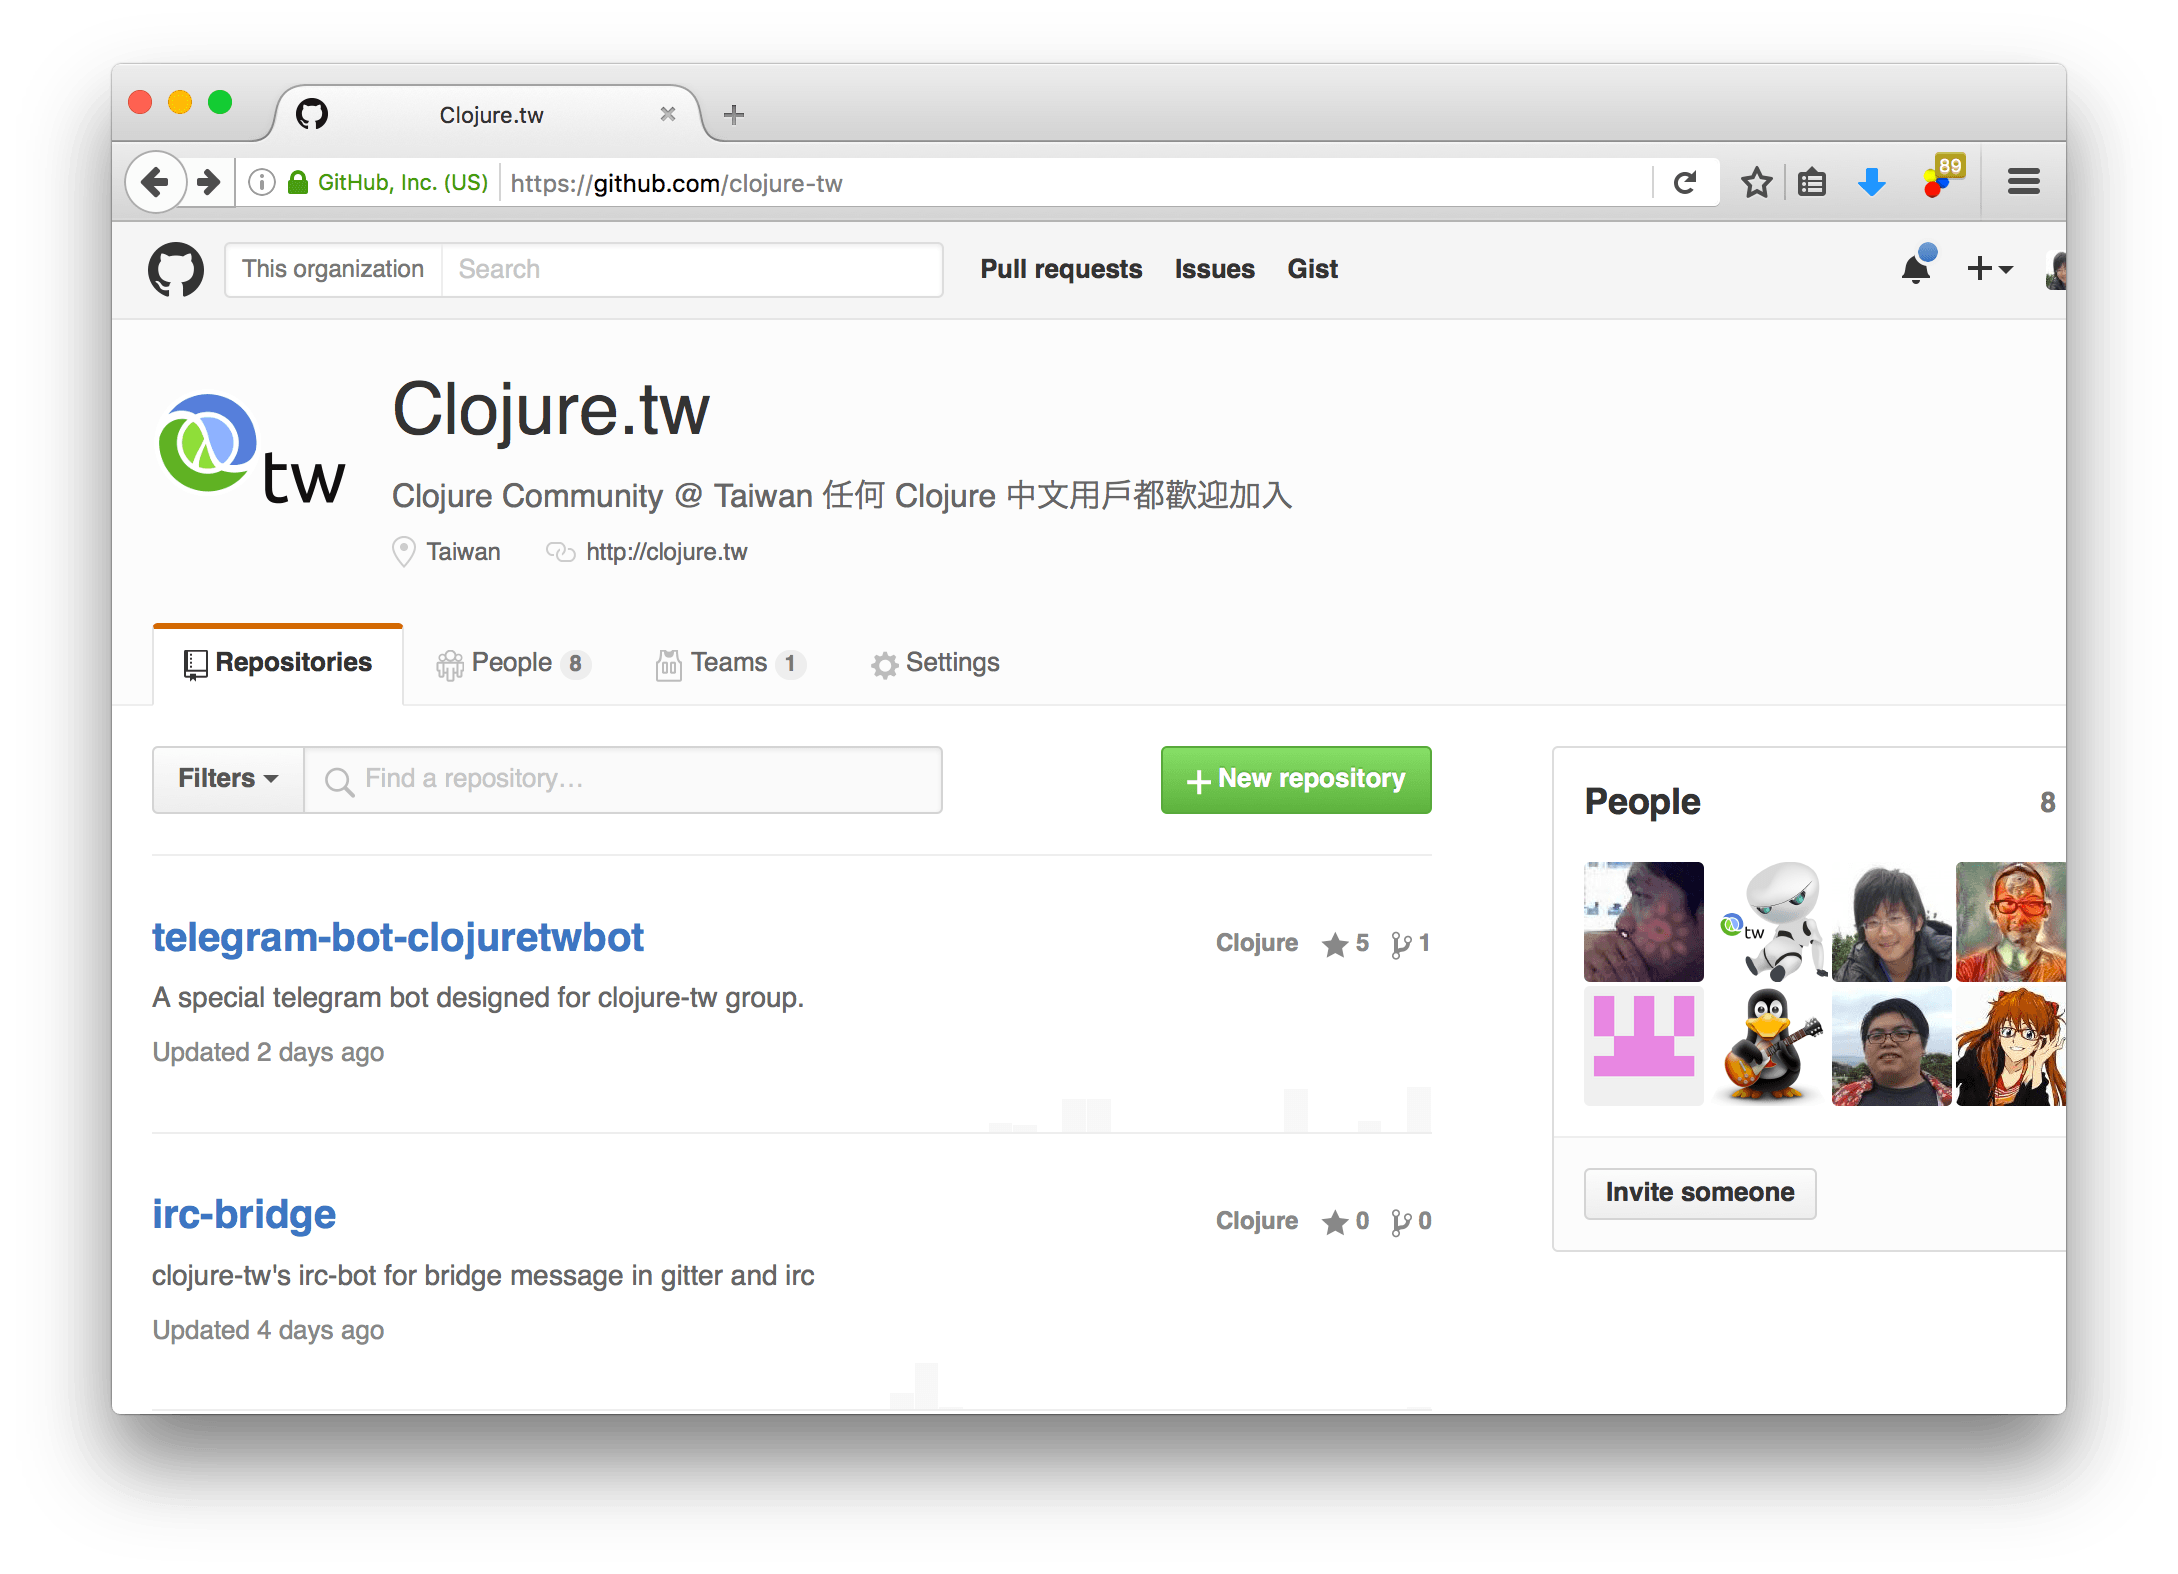 Clojure.tw
GitHub, Inc. (US) https://github.com/clojure-tw
89
This organization Search Pull requests Issues Gist
Clojure.tw
tw
Clojure Community @ Taiwan 任何 Clojure 中文用戶都歡迎加入
Taiwan http://clojure.tw
Repositories People 8 Teams 1 Settings
Filters Find a repository… New repository
People 8
telegram-bot-clojuretwbot Clojure 5 1
tw
A special telegram bot designed for clojure-tw group.
Updated 2 days ago
irc-bridge Clojure 0 0
Invite someone
clojure-tw's irc-bot for bridge message in gitter and irc
Updated 4 days ago